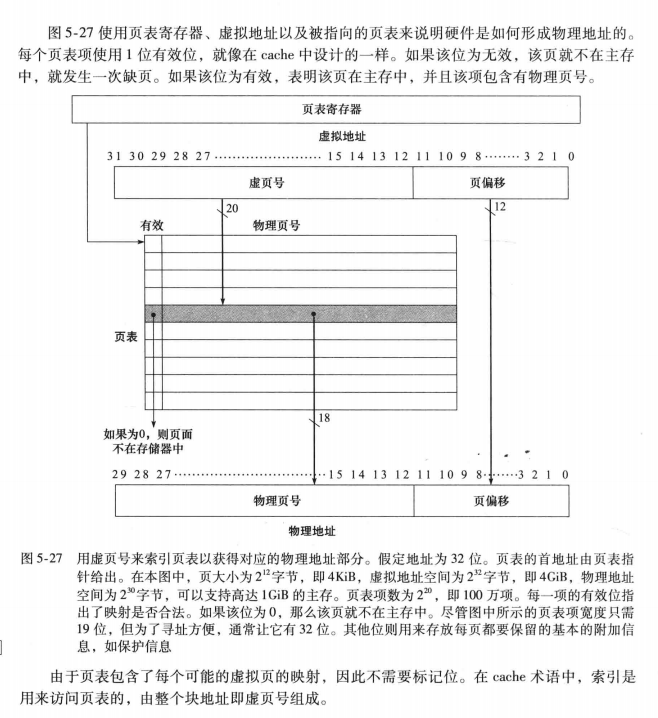 图 5-27 使用页表寄存器、虚拟地址以及被指向的页表来说明硬件是如何形成物理地址的。
每个页表项使用 1 位有效位，就像在 cache 中设计的一样。如果该位为无效，该页就不在主存
中，就发生一次缺页。如果该位为有效，表明该页在主存中，并且该项包含有物理页号。
页表寄存器
虚拟地址
31 30 29 28 27 ························ 15 14 13 12 11 10 9 8 ········ 3 2 1 0
虚页号 页偏移
20 12
有效 物理页号
页表
18
如果为0，则页面
不在存储器中
29 28 27 ························ 15 14 13 12 11 10 9 8 ········ 3 2 1 0
物理页号 页偏移
物理地址
图 5-27 用虚页号来索引页表以获得对应的物理地址部分。假定地址为 32 位。页表的首地址由页表指
针给出。在本图中，页大小为 2¹²字节，即 4KiB，虚拟地址空间为 2³²字节，即 4GiB，物理地址
空间为 2³⁰字节，可以支持高达 1GiB 的主存。页表项数为 2²⁰，即 100 万项。每一项的有效位指
出了映射是否合法。如果该位为 0，那么该页就不在主存中。尽管图中所示的页表项宽度只需
19 位，但为了寻址方便，通常让它有 32 位。其他位则用来存放每页都要保留的基本的附加信
息，如保护信息
由于页表包含了每个可能的虚拟页的映射，因此不需要标记位。在 cache 术语中，索引是
用来访问页表的，由整个块地址即虚页号组成。